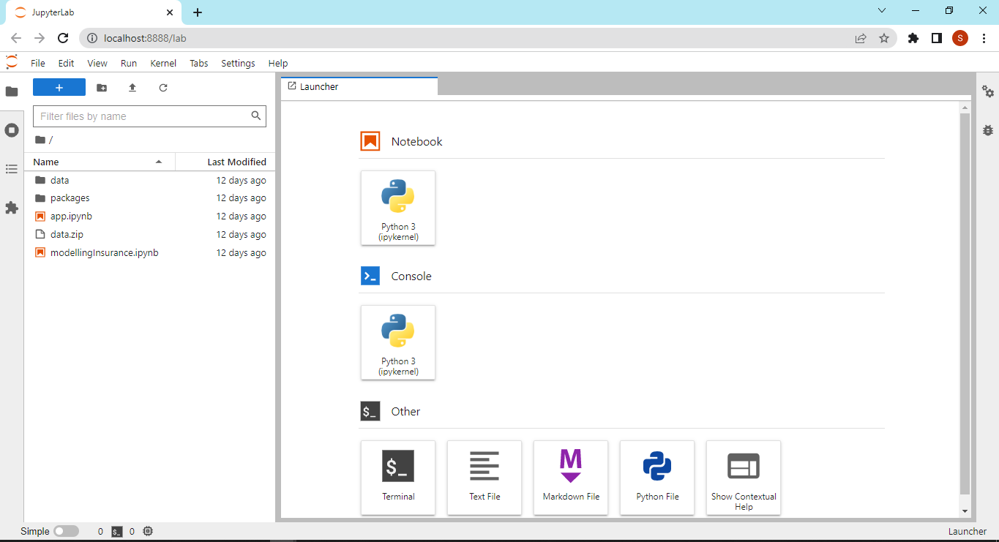 JupyterLab
localhost:8888/lab
S
File Edit View Run Kernel Tabs Settings Help
Launcher
Filter files by name
/
Name Last Modified
data 12 days ago
packages 12 days ago
app.ipynb 12 days ago
data.zip 12 days ago
modellingInsurance.ipynb 12 days ago
Notebook
Python 3
(ipykernel)
Console
Python 3
(ipykernel)
$_ Other
$_
M
Terminal Text File Markdown File Python File Show Contextual
Help
Simple 0 $_ 0 Launcher